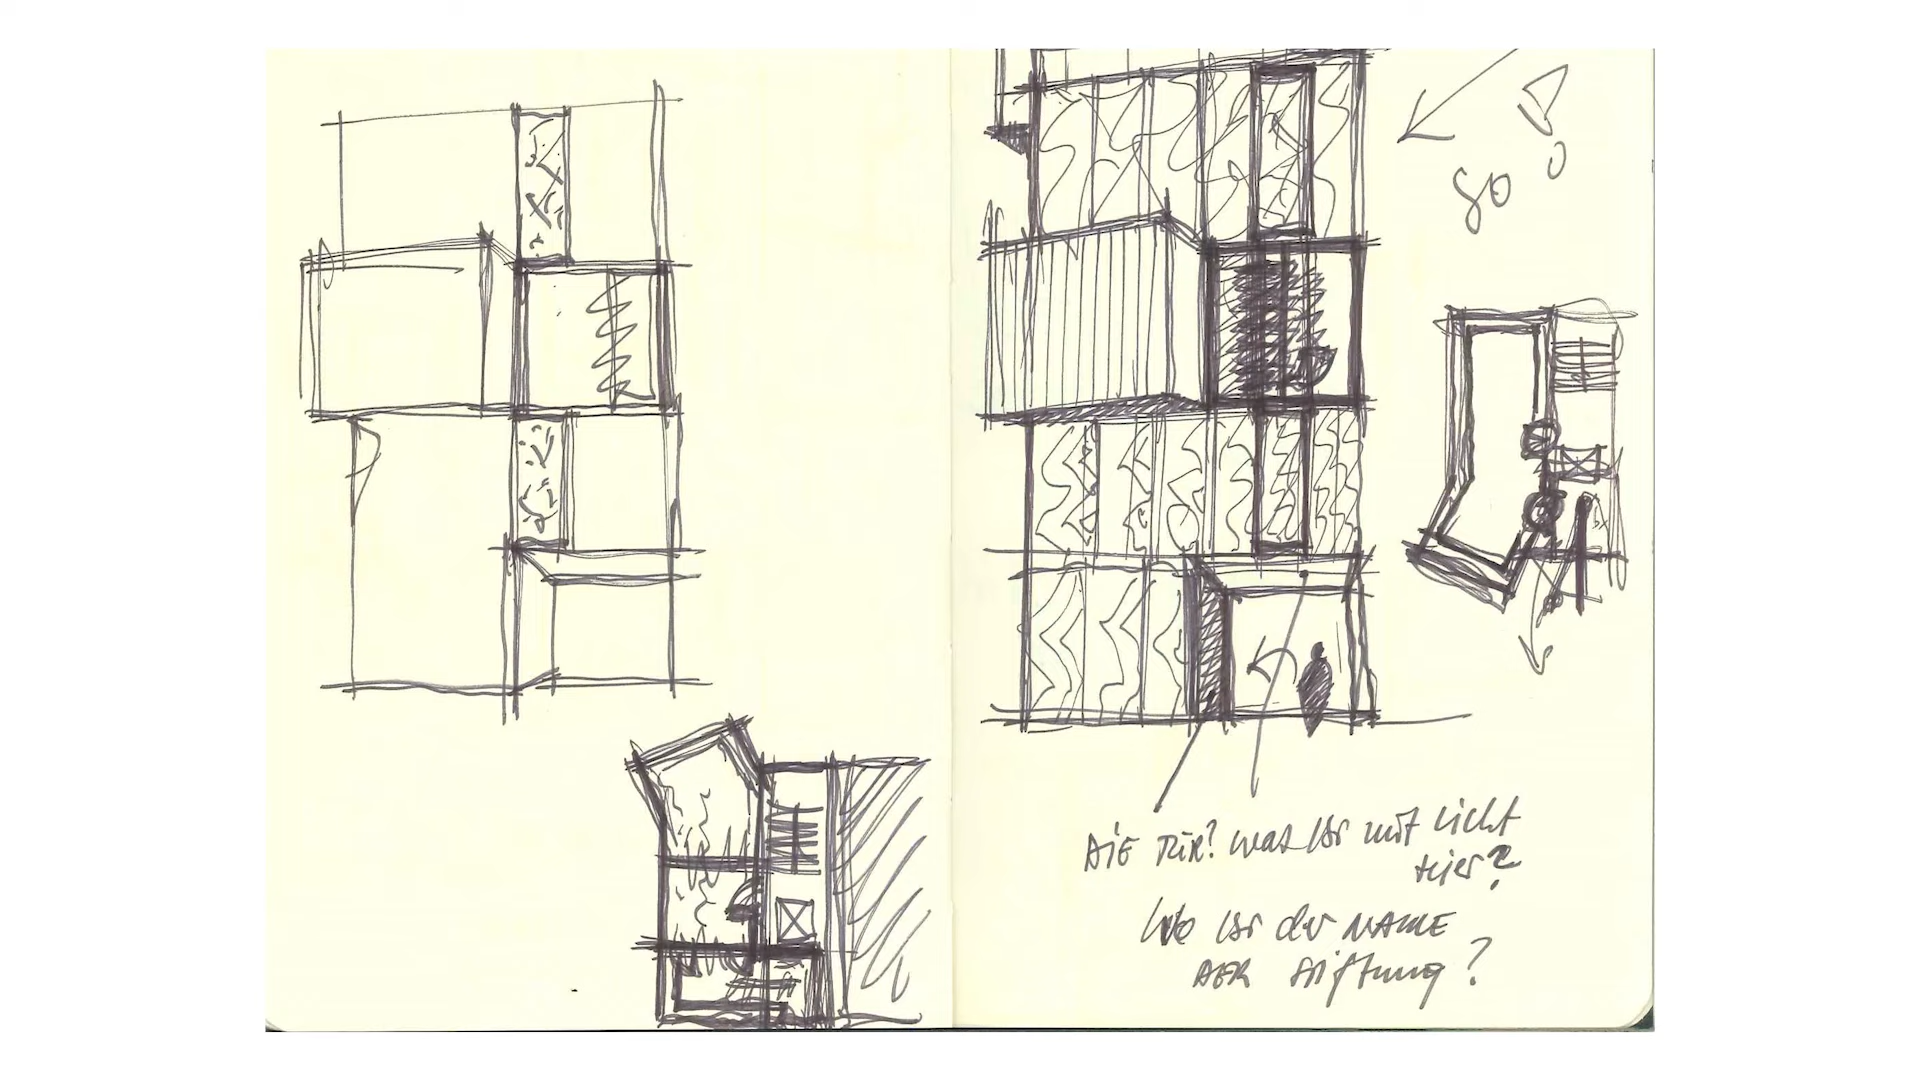 so!
DiE TÜR? was ist mit Licht
hier?
Wo ist der NAME
DER Stiftung?